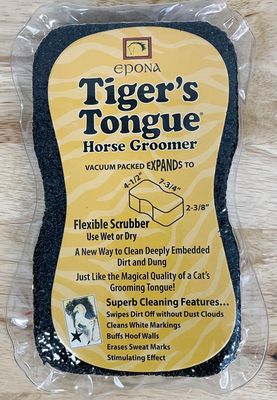 EPONA
Tiger's
Tongue®
Horse Groomer
VACUUM PACKED EXPANDS TO
4-1/2"
7-3/4"
2-3/8"
Flexible Scrubber
Use Wet or Dry
A New Way to Clean Deeply Embedded
Dirt and Dung
Just Like the Magical Quality of a Cat's
Grooming Tongue!
Superb Cleaning Features...
Swipes Dirt Off without Dust Clouds
Cleans White Markings
Buffs Hoof Walls
Erases Sweat Marks
Stimulating Effect